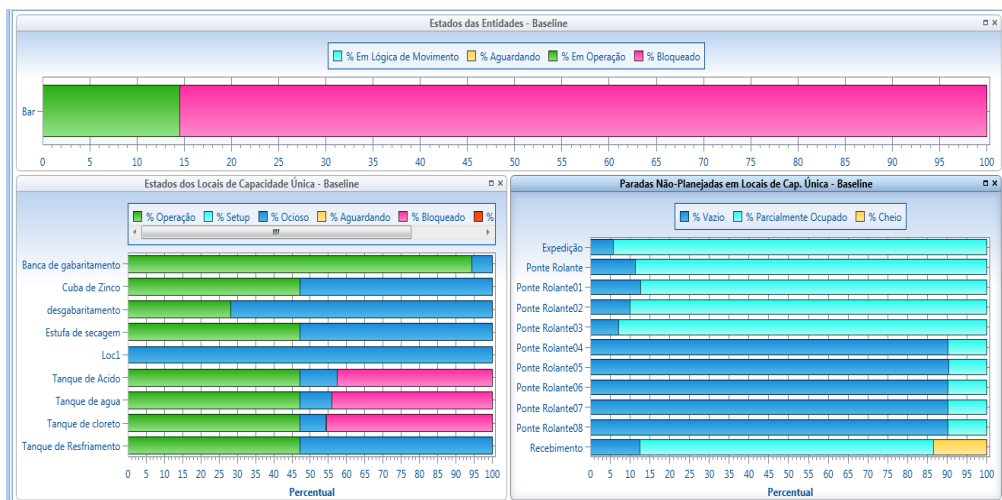 Estados das Entidades - Baseline
% Em Lógica de Movimento % Aguardando % Em Operação % Bloqueado
Bar
0 5 10 15 20 25 30 35 40 45 50 55 60 65 70 75 80 85 90 95 100
Estados dos Locais de Capacidade Única - Baseline
% Operação % Setup % Ocioso % Aguardando % Bloqueado %
Banca de gabaritamento
Cuba de Zinco
desgabaritamento
Estufa de secagem
Loc1
Tanque de Acido
Tanque de agua
Tanque de cloreto
Tanque de Resfriamento
0 5 10 15 20 25 30 35 40 45 50 55 60 65 70 75 80 85 90 95 100
Percentual
Paradas Não-Planejadas em Locais de Cap. Única - Baseline
% Vazio % Parcialmente Ocupado % Cheio
Expedição
Ponte Rolante
Ponte Rolante01
Ponte Rolante02
Ponte Rolante03
Ponte Rolante04
Ponte Rolante05
Ponte Rolante06
Ponte Rolante07
Ponte Rolante08
Recebimento
0 5 10 15 20 25 30 35 40 45 50 55 60 65 70 75 80 85 90 95 100
Percentual